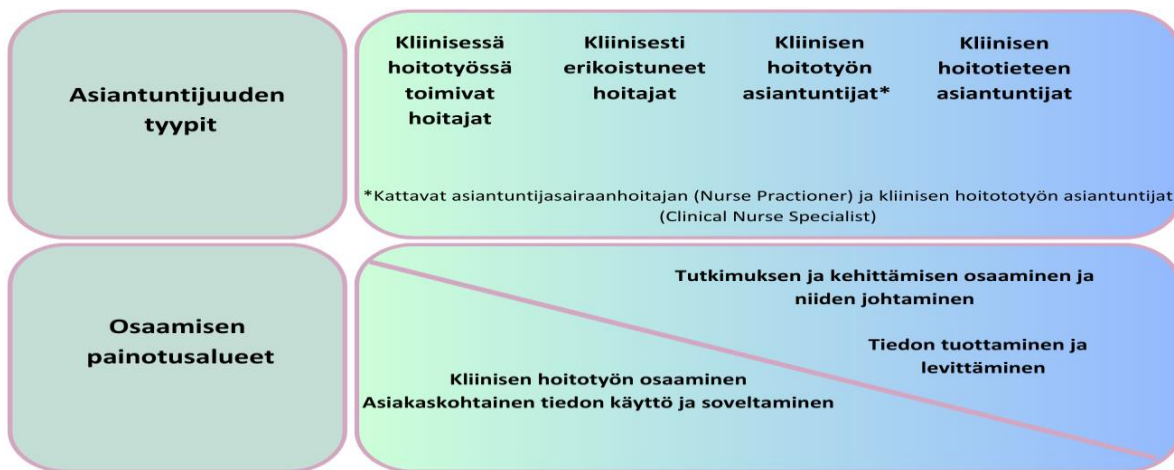 Asiantuntijuuden
tyypit
Kliinisessä
hoitotyössä
toimivat
hoitajat
Kliinisesti
erikoistuneet
hoitajat
Kliinisen
hoitotyön
asiantuntijat*
Kliinisen
hoitotieteen
asiantuntijat
*Kattavat asiantuntijasairaanhoitajan (Nurse Practioner) ja kliinisen hoitototyön asiantuntijat
(Clinical Nurse Specialist)
Osaamisen
painotusalueet
Tutkimuksen ja kehittämisen osaaminen ja
niiden johtaminen
Tiedon tuottaminen ja
levittäminen
Kliinisen hoitotyön osaaminen
Asiakaskohtainen tiedon käyttö ja soveltaminen